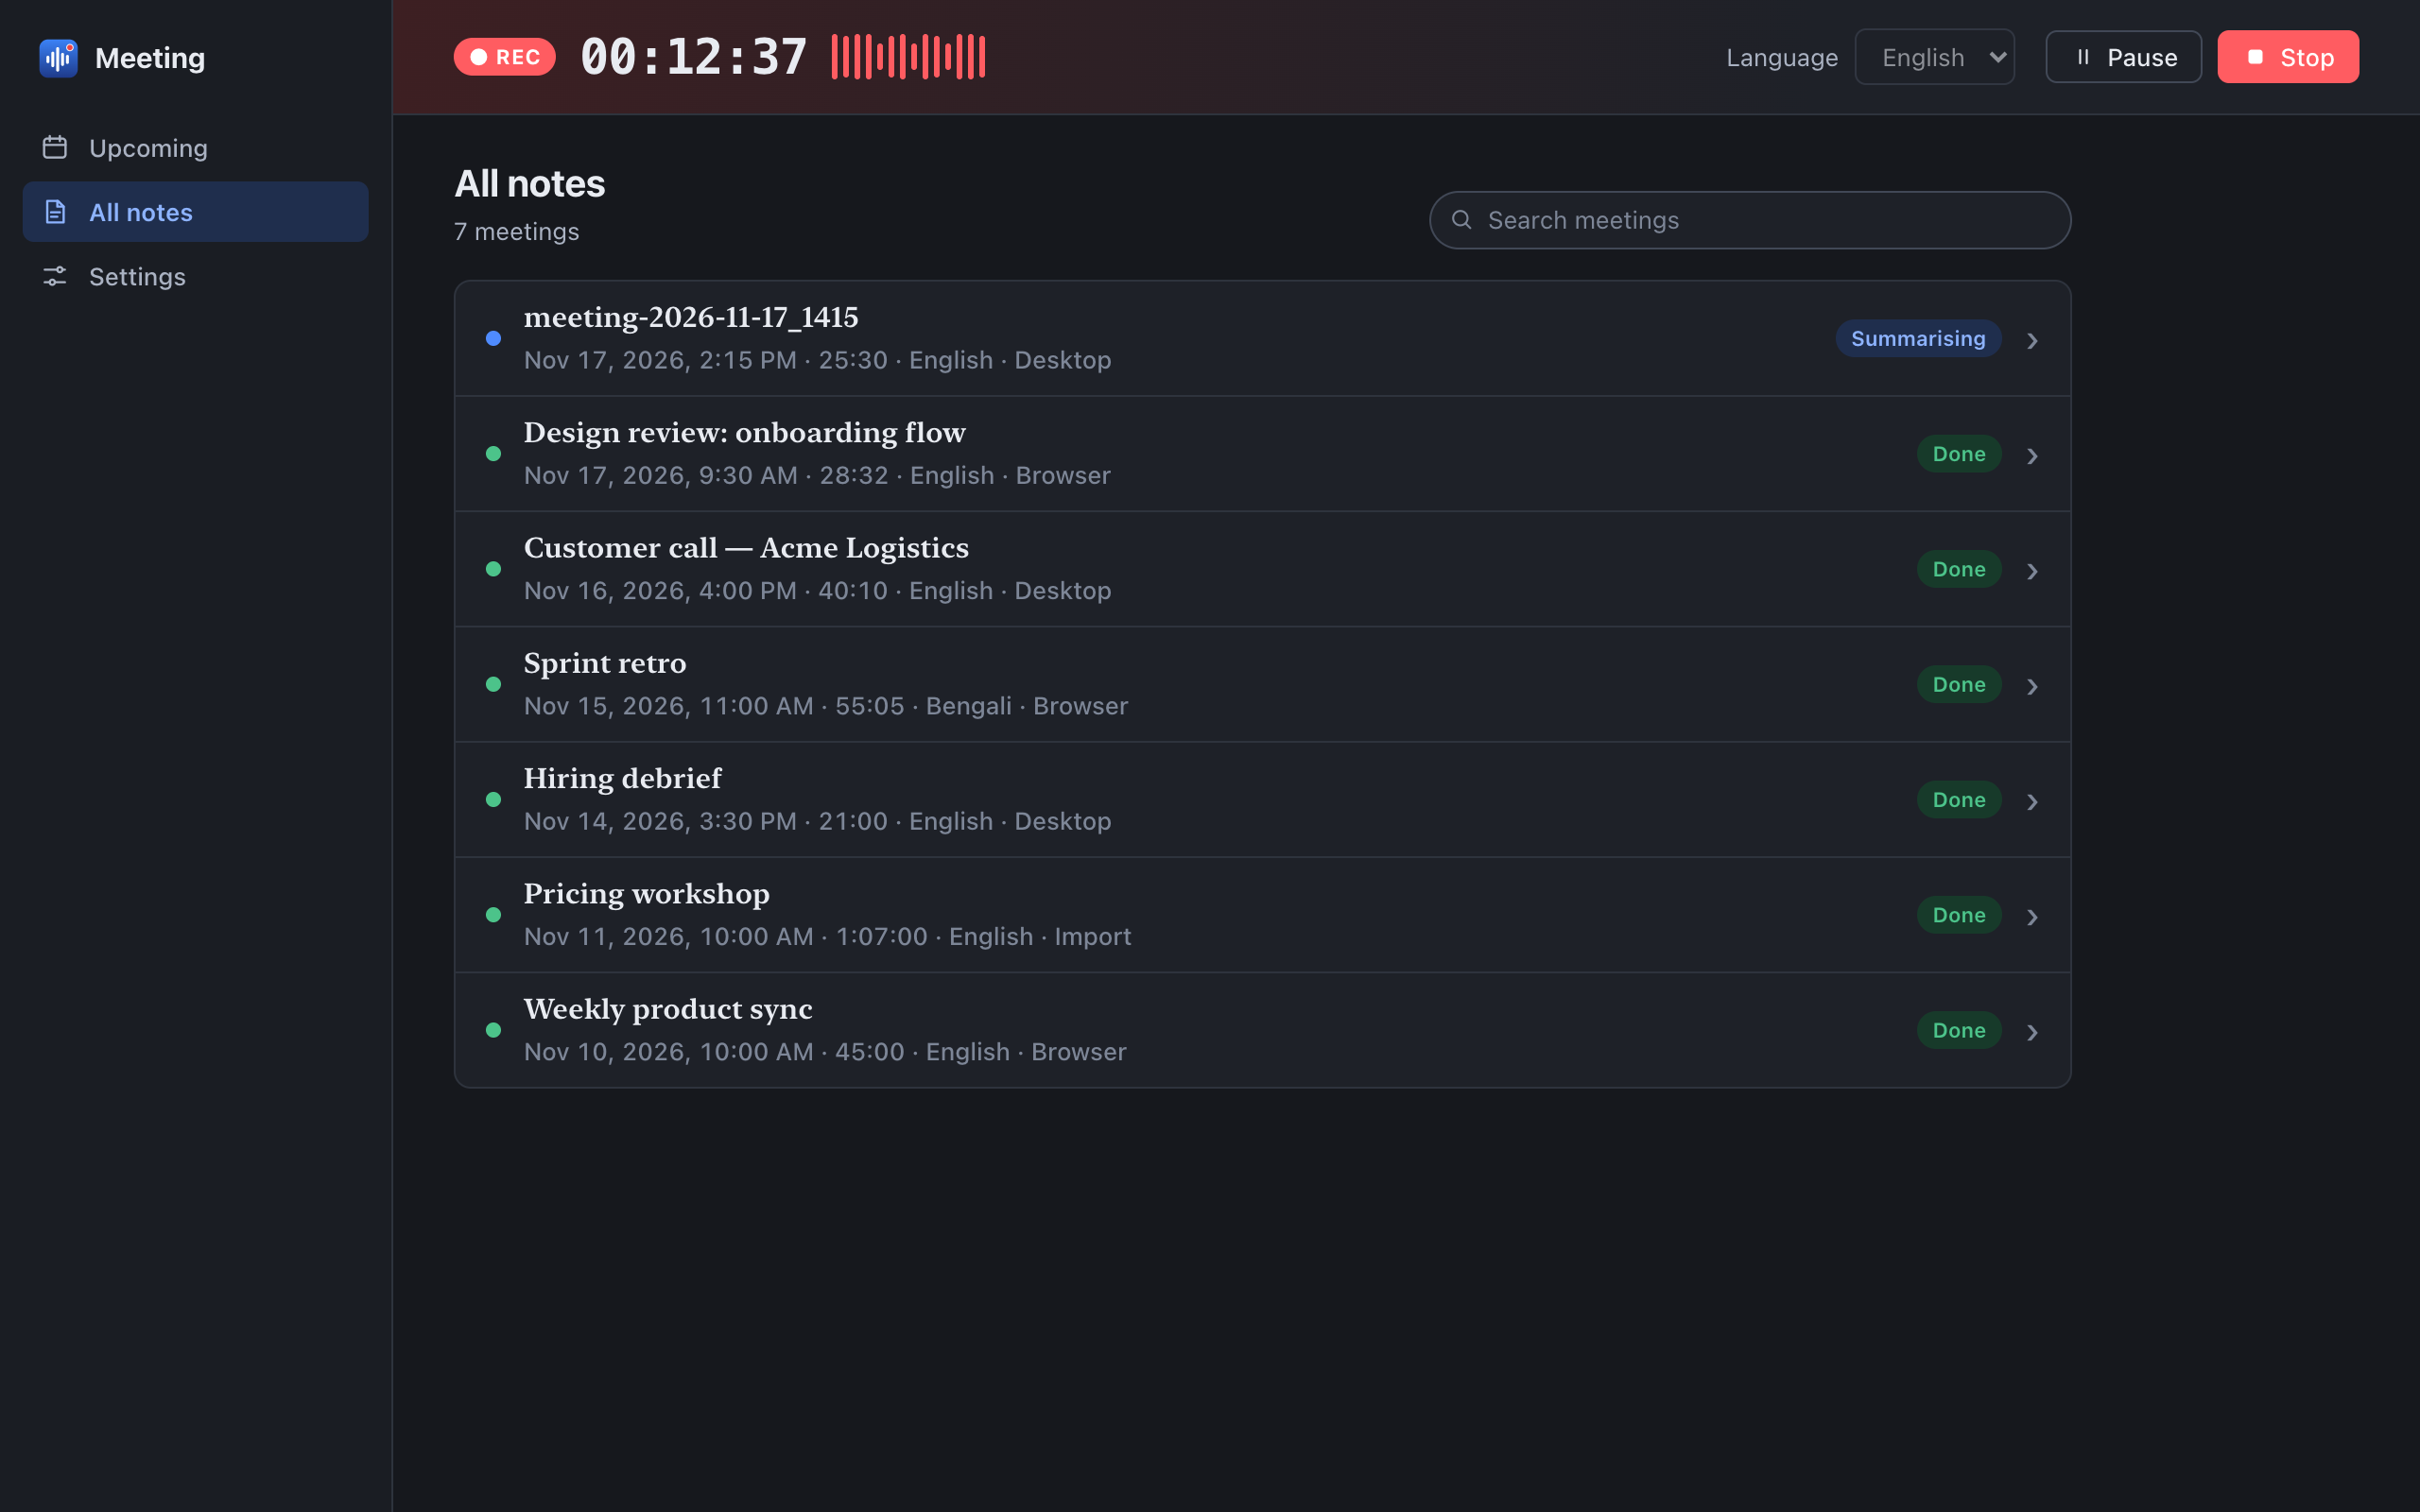 Meeting
Upcoming
All notes
Settings
REC 00:12:37 Language English Pause Stop
All notes
7 meetings
Search meetings
meeting-2026-11-17_1415
Nov 17, 2026, 2:15 PM · 25:30 · English · Desktop
Summarising
Design review: onboarding flow
Nov 17, 2026, 9:30 AM · 28:32 · English · Browser
Done
Customer call — Acme Logistics
Nov 16, 2026, 4:00 PM · 40:10 · English · Desktop
Done
Sprint retro
Nov 15, 2026, 11:00 AM · 55:05 · Bengali · Browser
Done
Hiring debrief
Nov 14, 2026, 3:30 PM · 21:00 · English · Desktop
Done
Pricing workshop
Nov 11, 2026, 10:00 AM · 1:07:00 · English · Import
Done
Weekly product sync
Nov 10, 2026, 10:00 AM · 45:00 · English · Browser
Done